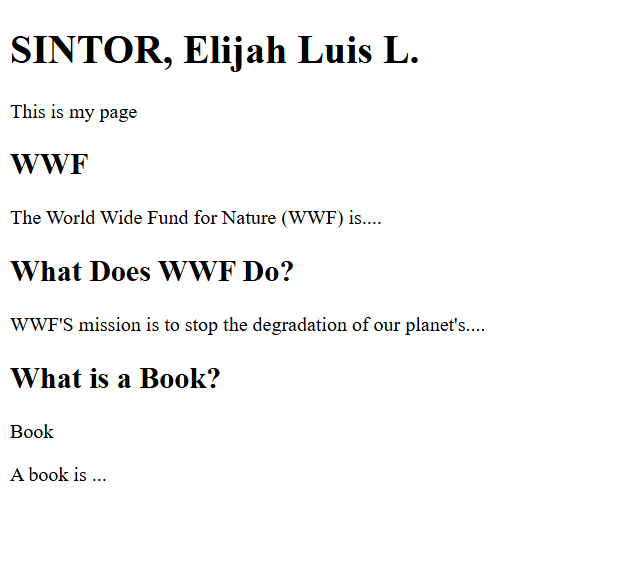 SINTOR, Elijah Luis L.
This is my page
WWF
The World Wide Fund for Nature (WWF) is....
What Does WWF Do?
WWF'S mission is to stop the degradation of our planet's....
What is a Book?
Book
A book is ...